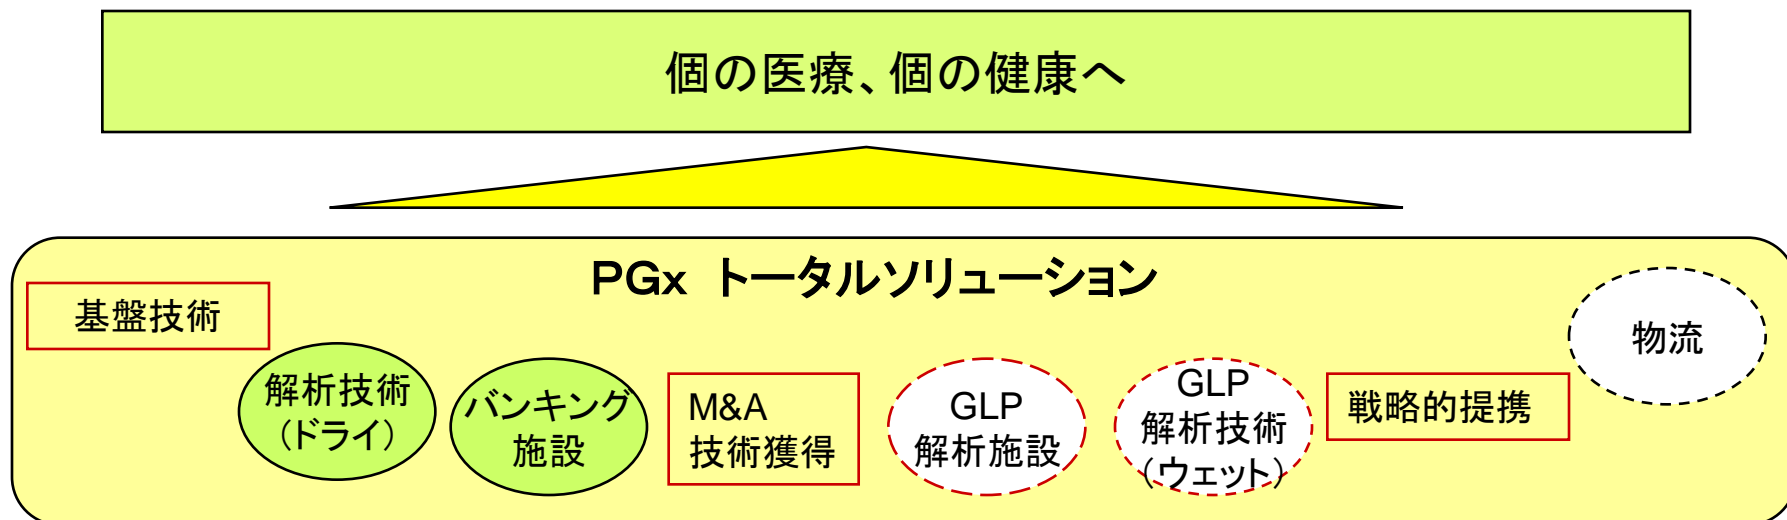 個の医療、個の健康へ
PGx トータルソリューション
基盤技術
解析技術
(ドライ)
バンキング
施設
M&A
技術獲得
GLP
解析施設
GLP
解析技術
(ウェット)
戦略的提携
物流